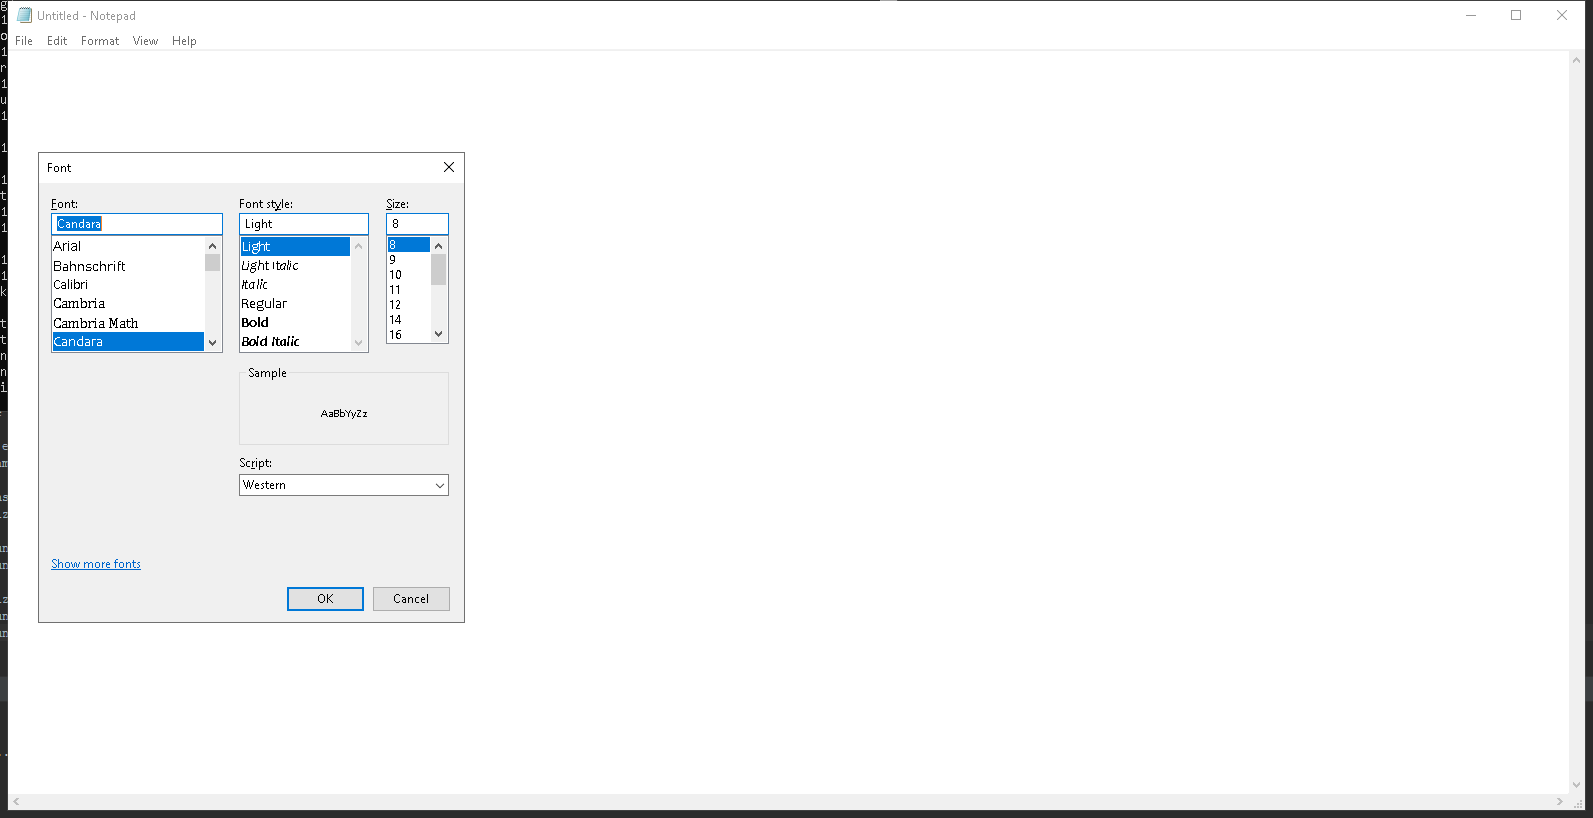 Untitled - Notepad
File Edit Format View Help
Font
Font: Font style: Size:
Candara Light 8
Arial Light 8
Bahnschrift Light Italic 9
Calibri Italic 10
Cambria Regular 11
Cambria Math Bold 12
Candara Bold Italic 14
16
Sample
AaBbYyZz
Script:
Western
Show more fonts
OK Cancel